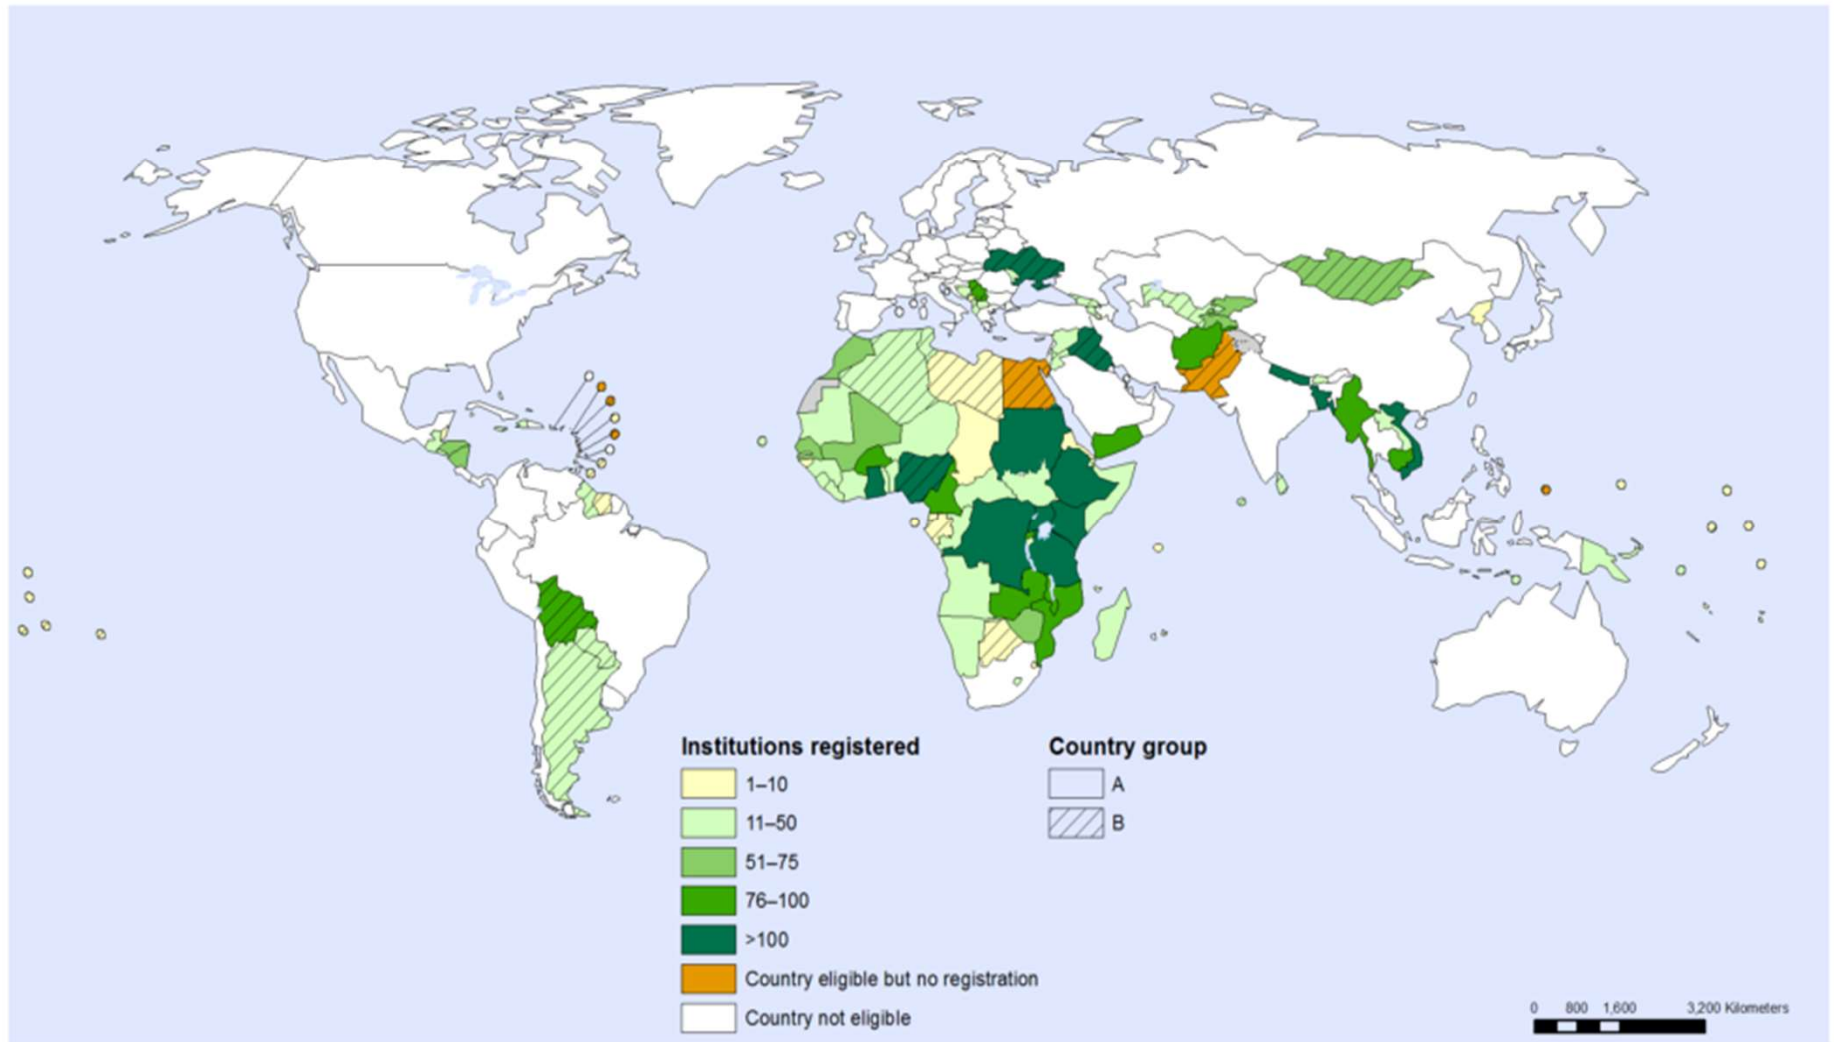 Institutions registered
1–10
11–50
51–75
76–100
>100
Country eligible but no registration
Country not eligible
Country group
A
B
0 800 1,600 3,200 Kilometers